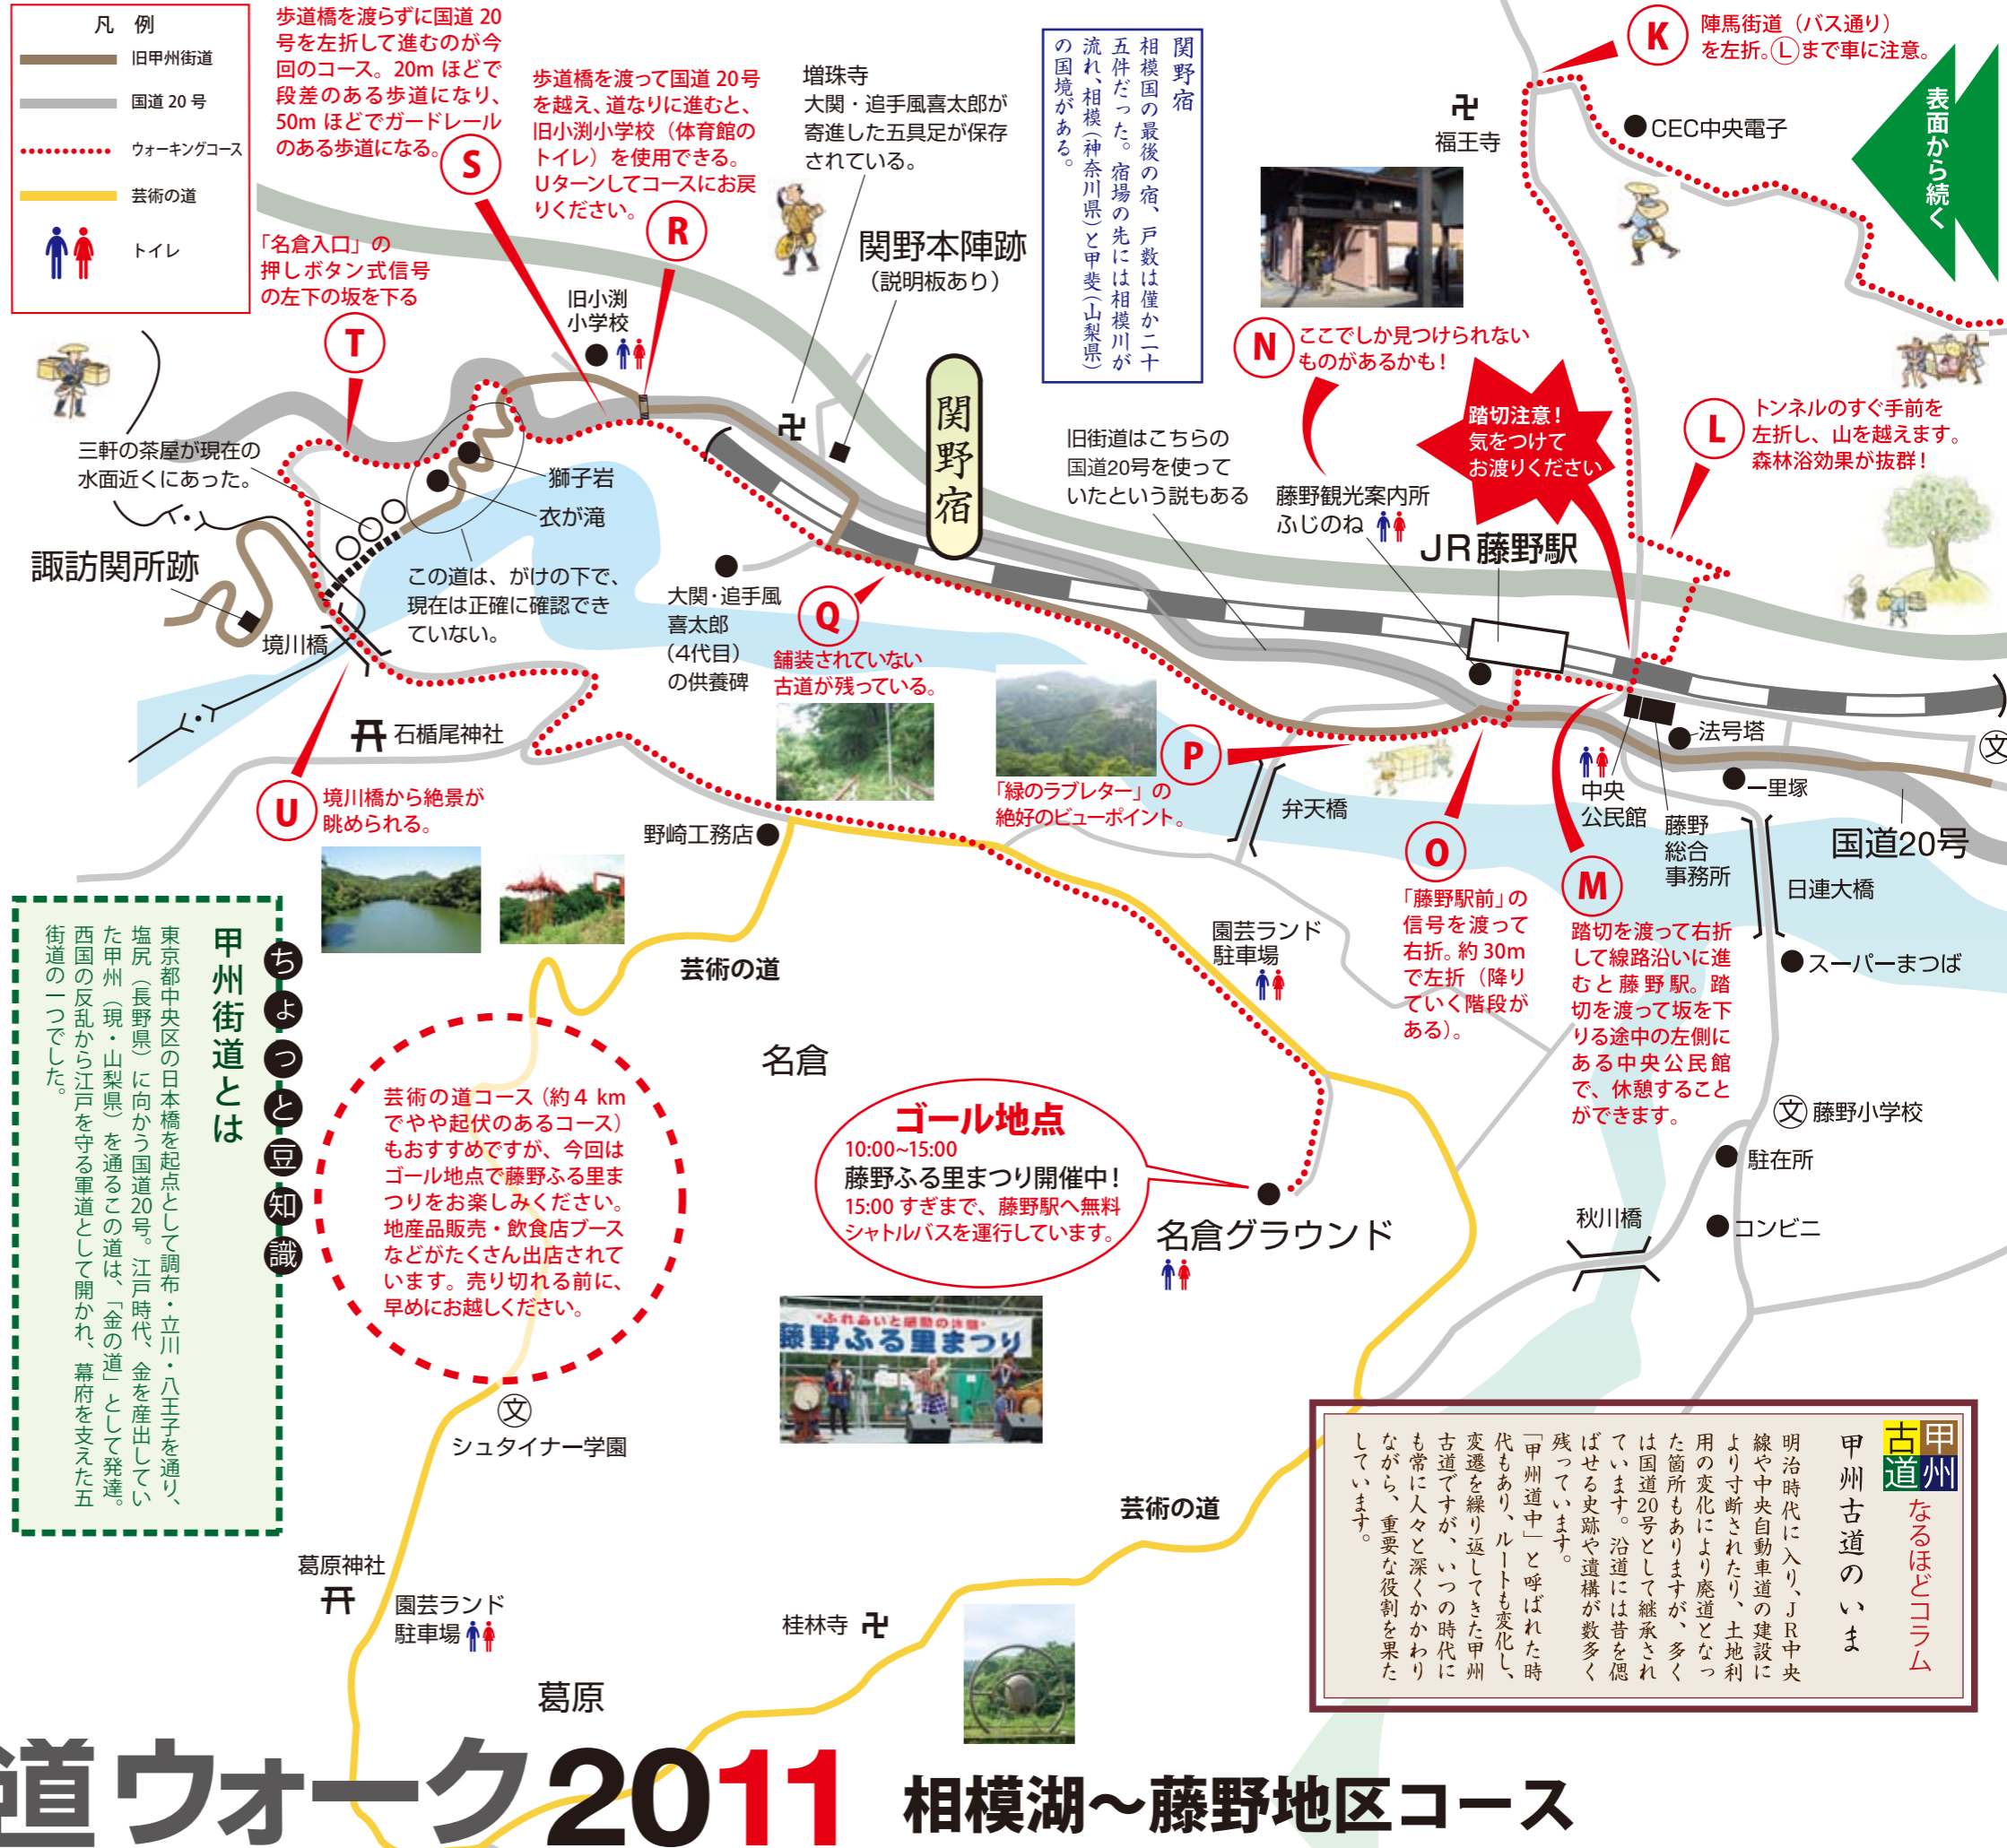 凡 例
旧甲州街道
国道 20 号
ウォーキングコース
芸術の道
トイレ
歩道橋を渡らずに国道 20
号を左折して進むのが今
回のコース。20m ほどで
段差のある歩道になり、
50m ほどでガードレール
のある歩道になる。
S
歩道橋を渡って国道 20号
を越え、道なりに進むと、
旧小渕小学校（体育館の
トイレ）を使用できる。
Uターンしてコースにお戻
りください。
R
増珠寺
大関・追手風喜太郎が
寄進した五具足が保存
されている。
関野本陣跡
（説明板あり）
関野宿
相模国の最後の宿、戸数は僅か二十
五件だった。宿場の先には相模川が
流れ、相模（神奈川県）と甲斐（山梨県）
の国境がある。
K
陣馬街道（バス通り）
を左折。Ⓛまで車に注意。
表面から続く
卍
福王寺
CEC中央電子
「名倉入口」の
押しボタン式信号
の左下の坂を下る
T
旧小渕
小学校
N
ここでしか見つけられない
ものがあるかも！
踏切注意！
気をつけて
お渡りください
L
トンネルのすぐ手前を
左折し、山を越えます。
森林浴効果が抜群！
卍
関野宿
旧街道はこちらの
国道20号を使って
いたという説もある
藤野観光案内所
ふじのね
JR藤野駅
三軒の茶屋が現在の
水面近くにあった。
獅子岩
衣が滝
諏訪関所跡
境川橋
この道は、がけの下で、
現在は正確に確認でき
ていない。
大関・追手風
喜太郎
（4代目）
の供養碑
Q
舗装されていない
古道が残っている。
石楯尾神社
U
境川橋から絶景が
眺められる。
野崎工務店
「緑のラブレター」の
絶好のビューポイント。
P
弁天橋
O
「藤野駅前」の
信号を渡って
右折。約 30m
で左折（降り
ていく階段が
ある）。
M
踏切を渡って右折
して線路沿いに進
むと藤野駅。踏
切を渡って坂を下
りる途中の左側に
ある中央公民館
で、休憩すること
ができます。
中央
公民館
藤野
総合
事務所
法号塔
文
一里塚
国道20号
日連大橋
スーパーまつば
文 藤野小学校
駐在所
コンビニ
秋川橋
園芸ランド
駐車場
芸術の道
名倉
ちょっと豆知識
甲州街道とは
東京都中央区の日本橋を起点として調布・立川・八王子を通り、
塩尻（長野県）に向かう国道20号。江戸時代、金を産出してい
た甲州（現・山梨県）を通るこの道は、「金の道」として発達。
西国の反乱から江戸を守る軍道として開かれ、幕府を支えた五
街道の一つでした。
芸術の道コース（約４ km
でやや起伏のあるコース）
もおすすめですが、今回は
ゴール地点で藤野ふる里ま
つりをお楽しみください。
地産品販売・飲食店ブース
などがたくさん出店されて
います。売り切れる前に、
早めにお越しください。
ゴール地点
10:00~15:00
藤野ふる里まつり開催中！
15:00 すぎまで、藤野駅へ無料
シャトルバスを運行しています。
名倉グラウンド
ふれあいと感動の体験
藤野ふる里まつり
文
シュタイナー学園
葛原神社
園芸ランド
駐車場
葛原
桂林寺 卍
芸術の道
甲州
古道
なるほどコラム
甲州古道のいま
明治時代に入り、JR中央
線や中央自動車道の建設に
より寸断されたり、土地利
用の変化により廃道となっ
た箇所もありますが、多く
は国道20号として継承され
ています。沿道には昔を偲
ばせる史跡や遺構が数多く
残っています。
「甲州道中」と呼ばれた時
代もあり、ルートも変化し、
変遷を繰り返してきた甲州
古道ですが、いつの時代に
も常に人々と深くかかわり
ながら、重要な役割を果た
しています。
道ウォーク2011
相模湖～藤野地区コース